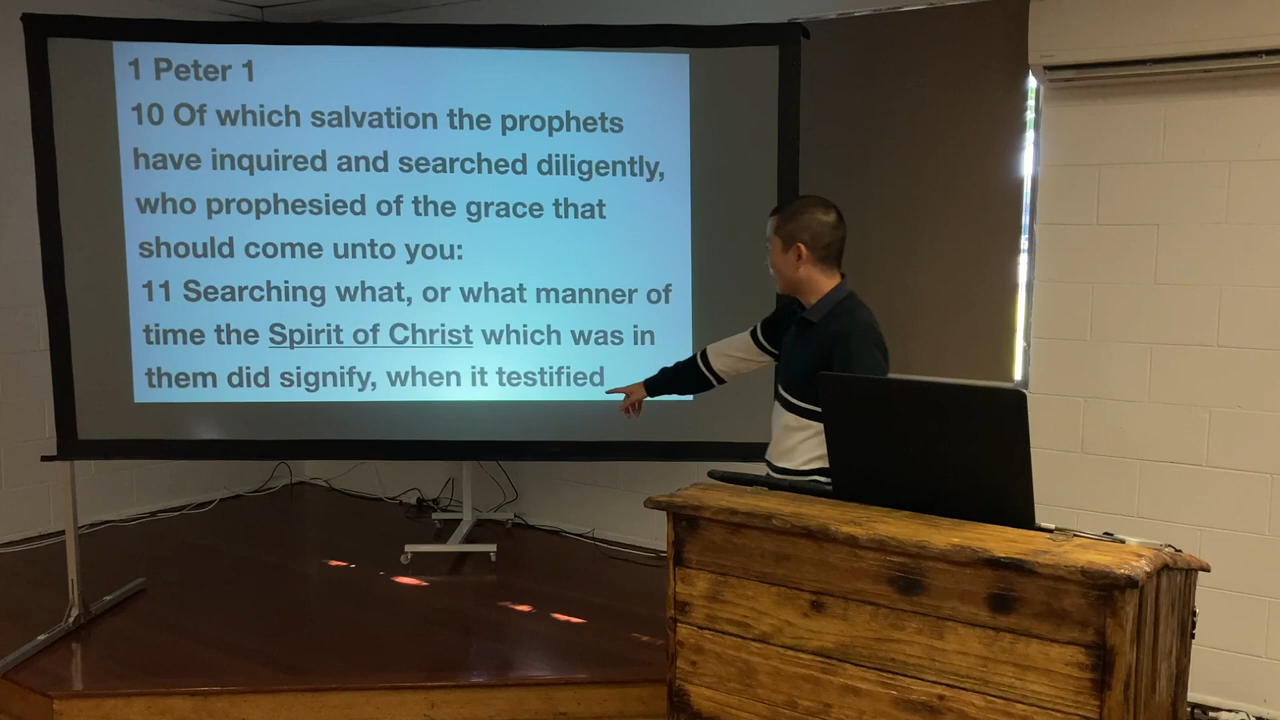 1 Peter 1
10 Of which salvation the prophets
have inquired and searched diligently,
who prophesied of the grace that
should come unto you:
11 Searching what, or what manner of
time the Spirit of Christ which was in
them did signify, when it testified